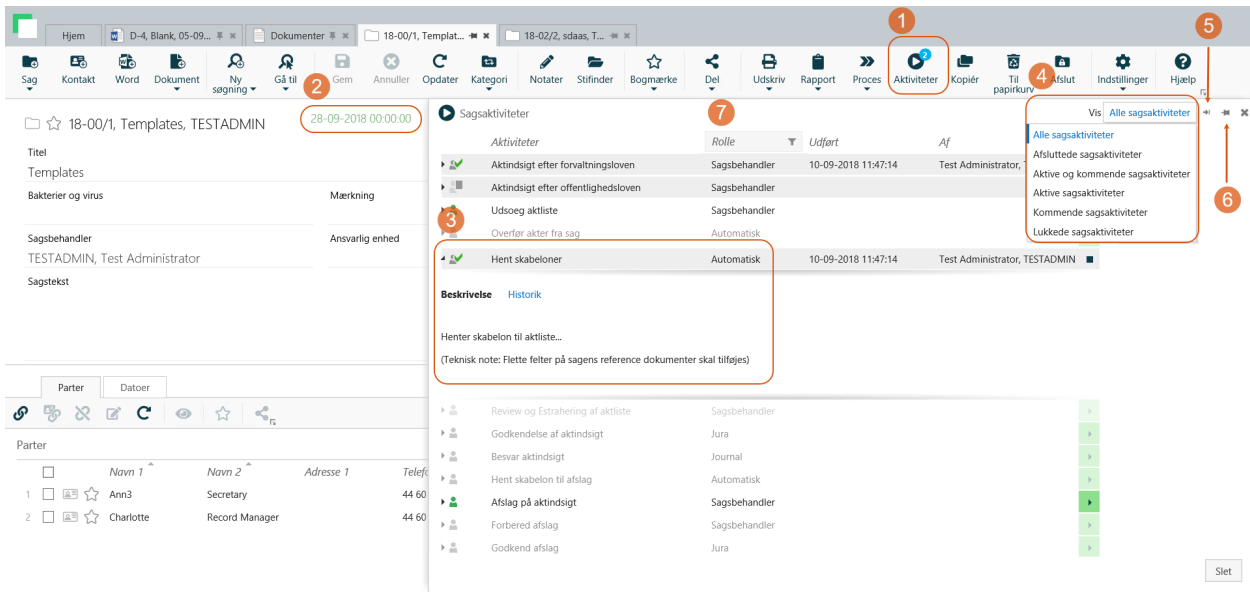 Hjem
D-4, Blank, 05-09...
Dokumenter
18-00/1, Templat...
18-02/2, sdaas, T...
1
5
Sag
Kontakt
Word
Dokument
Ny søgning
Gå til
Gem
Annuller
Opdater
Kategori
Notater
Stifinder
Bogmærke
Del
Udskriv
Rapport
Proces
Aktiviteter
2
Kopiér
Til papirkurv
Afslut
Indstillinger
Hjælp
2
4
7
18-00/1, Templates, TESTADMIN
28-09-2018 00:00:00
Titel
Templates
Bakterier og virus
Mærkning
Sagsbehandler
Ansvarlig enhed
TESTADMIN, Test Administrator
Sagstekst
Parter
Datoer
Parter
Navn 1
Navn 2
Adresse 1
Telef
1
Ann3
Secretary
44 60
2
Charlotte
Record Manager
44 60
Sagsaktiviteter
Vis
Alle sagsaktiviteter
Alle sagsaktiviteter
Afsluttede sagsaktiviteter
Aktive og kommende sagsaktiviteter
Aktive sagsaktiviteter
Kommende sagsaktiviteter
Lukkede sagsaktiviteter
6
Aktiviteter
Rolle
Udført
Af
Aktindsigt efter forvaltningsloven
Sagsbehandler
10-09-2018 11:47:14
Test Administrator,
Aktindsigt efter offentlighedsloven
Sagsbehandler
Udsoeg aktliste
Sagsbehandler
3
Overfør akter fra sag
Automatisk
Hent skabeloner
Automatisk
10-09-2018 11:47:14
Test Administrator, TESTADMIN
Beskrivelse
Historik
Henter skabelon til aktliste...
(Teknisk note: Flette felter på sagens reference dokumenter skal tilføjes)
Review og Estrahering af aktliste
Sagsbehandler
Godkendelse af aktindsigt
Jura
Besvar aktindsigt
Journal
Hent skabelon til afslag
Automatisk
Afslag på aktindsigt
Sagsbehandler
Forbered afslag
Sagsbehandler
Godkend afslag
Jura
Slet